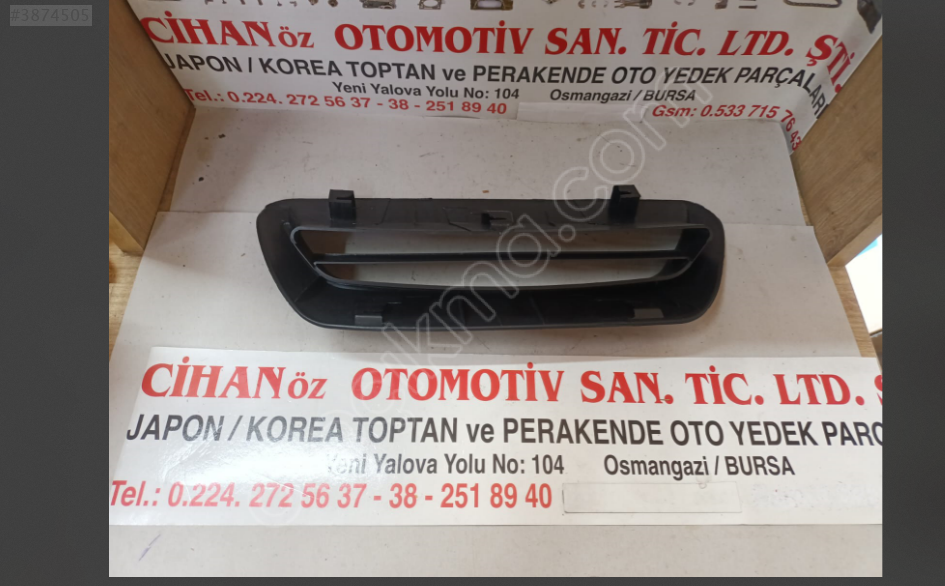 #3874505
CİHANöz OTOMOTİV SAN. TİC. LTD. ŞTİ.
JAPON / KOREA TOPTAN ve PERAKENDE OTO YEDEK PARÇALARI
Yeni Yalova Yolu No: 104 Osmangazi / BURSA
Tel.: 0.224. 272 56 37 - 38 - 251 89 40 Gsm: 0.533 715 76 43
CİHANöz OTOMOTİV SAN. TİC. LTD. Ş
JAPON / KOREA TOPTAN ve PERAKENDE OTO YEDEK PARÇ
Yeni Yalova Yolu No: 104 Osmangazi / BURSA
Tel.: 0.224. 272 56 37 - 38 - 251 89 40